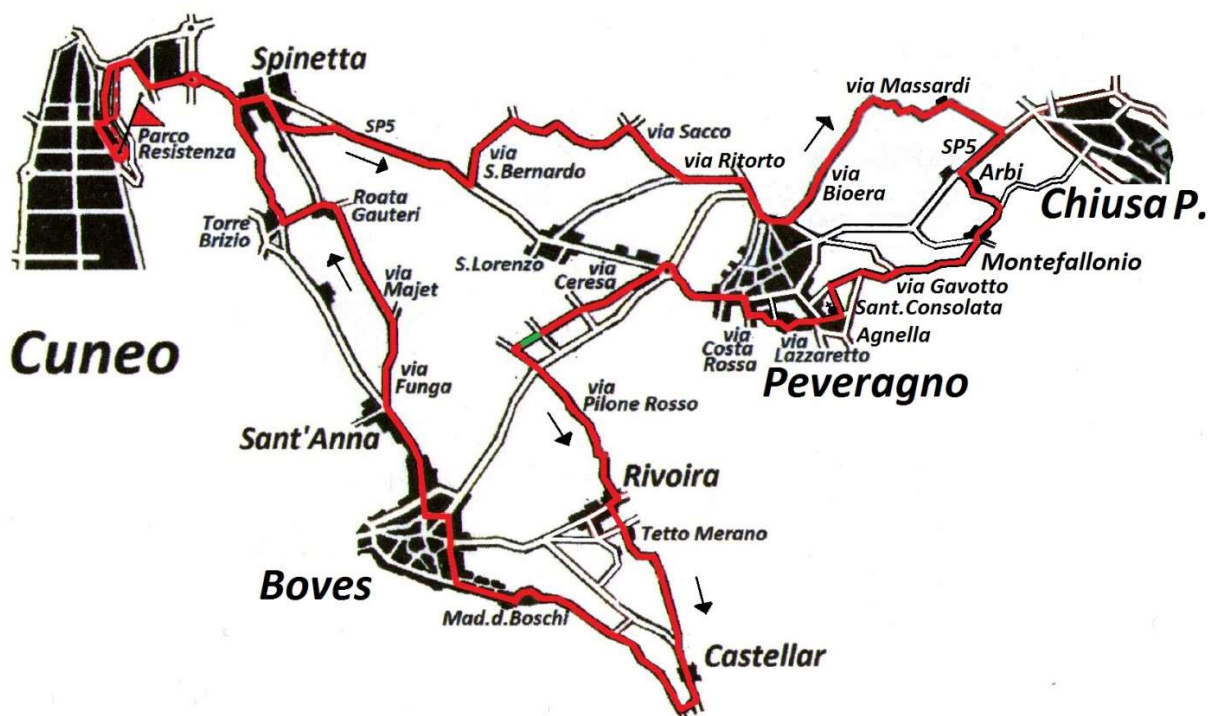 Spinetta
Parco
Resistenza
SP5
via
S.Bernardo
via Sacco
via Ritorto
via Massardi
via
Bioera
SP5
Arbi
Chiusa P.
Montefallonio
via Gavotto
Sant.Consolata
Agnella
via
Lazzaretto
via
Costa
Rossa
Peveragno
Roata
Gauteri
Torre
Brizio
S.Lorenzo
via
Ceresa
via
Majet
Cuneo
via
Funga
via
Pilone Rosso
Sant'Anna
Rivoira
Tetto Merano
Boves
Mad.d.Boschi
Castellar